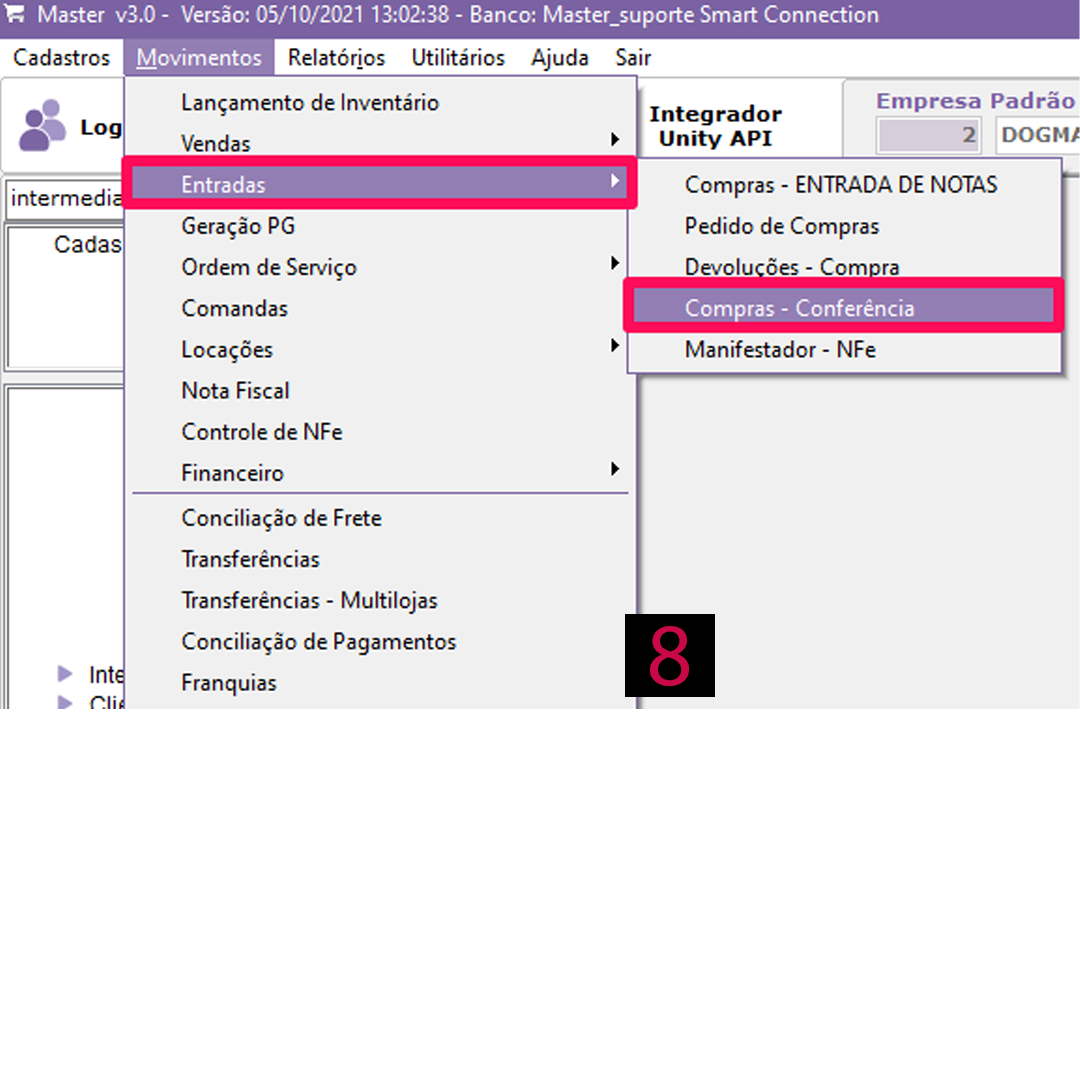 Master v3.0 - Versão: 05/10/2021 13:02:38 - Banco: Master_suporte Smart Connection
Cadastros Movimentos Relatórios Utilitários Ajuda Sair
Log
Integrador
Unity API
Empresa Padrão
2 DOGMA
intermedia
Cadas
Lançamento de Inventário
Vendas
Entradas
Geração PG
Ordem de Serviço
Comandas
Locações
Nota Fiscal
Controle de NFe
Financeiro
Conciliação de Frete
Transferências
Transferências - Multilojas
Conciliação de Pagamentos
Franquias
Compras - ENTRADA DE NOTAS
Pedido de Compras
Devoluções - Compra
Compras - Conferência
Manifestador - NFe
Inte
Clie
8